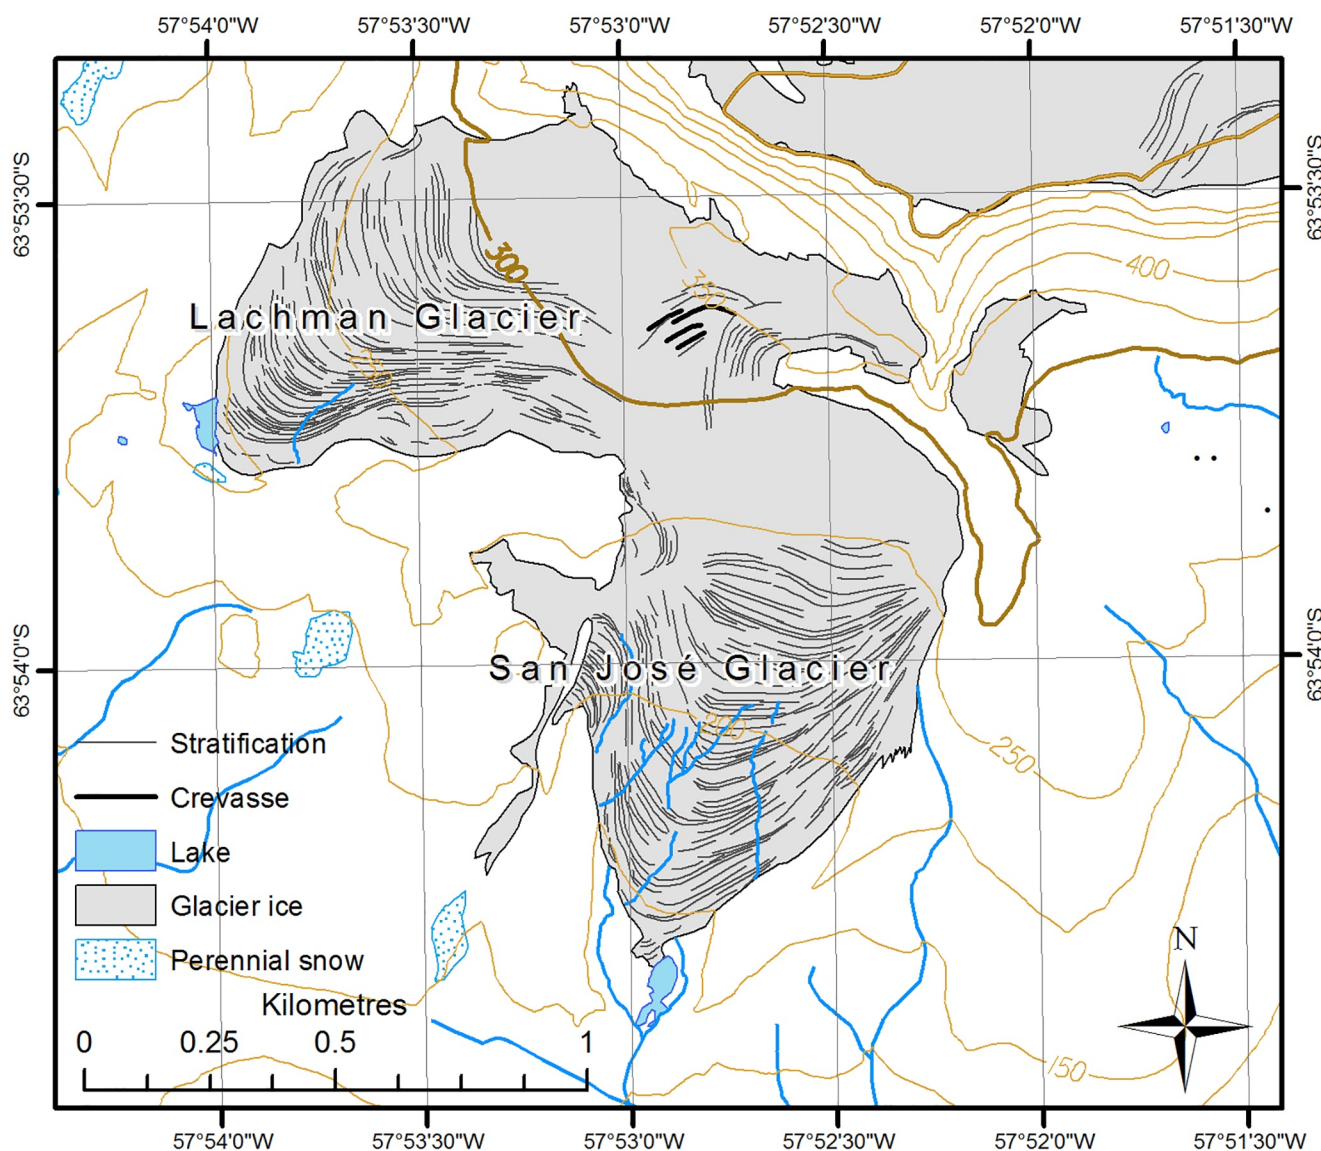 57°54'0"W 57°53'30"W 57°53'0"W 57°52'30"W 57°52'0"W 57°51'30"W
63°53'30"S 63°53'30"S
400
300
350
Lachman Glacier
250
63°54'0"S 63°54'0"S
San José Glacier
200
250
Stratification
Crevasse
Lake
Glacier ice
Perennial snow
N
Kilometres
0 0.25 0.5 1
150
57°54'0"W 57°53'30"W 57°53'0"W 57°52'30"W 57°52'0"W 57°51'30"W